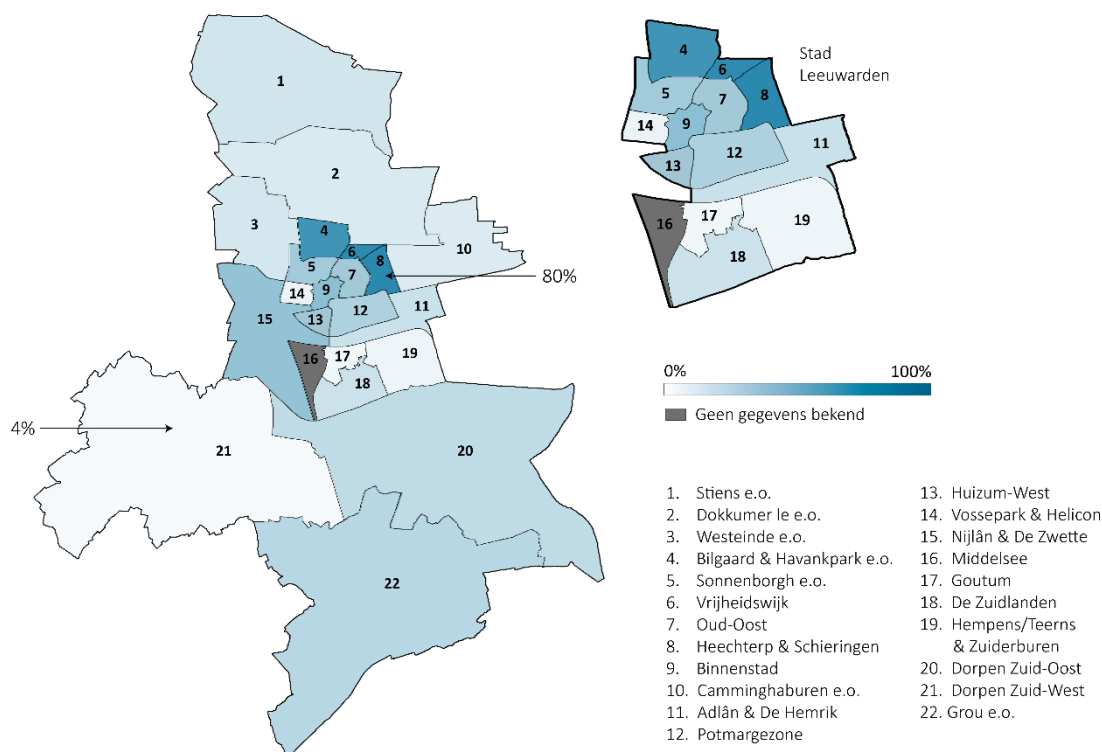 1
2
3
4
5
6
7
8
9
10
11
12
13
14
15
16
17
18
19
20
21
22
80%
4%
Stad
Leeuwarden
4
5
6
7
8
9
11
12
13
14
16
17
18
19
0%
100%
Geen gegevens bekend
1. Stiens e.o.
2. Dokkumer Ie e.o.
3. Westeinde e.o.
4. Bilgaard & Havankpark e.o.
5. Sonnenborgh e.o.
6. Vrijheidswijk
7. Oud-Oost
8. Heechterp & Schieringen
9. Binnenstad
10. Camminghaburen e.o.
11. Adlân & De Hemrik
12. Potmargezone
13. Huizum-West
14. Vossepark & Helicon
15. Nijlân & De Zwette
16. Middelsee
17. Goutum
18. De Zuidlanden
19. Hempens/Teerns
& Zuiderburen
20. Dorpen Zuid-Oost
21. Dorpen Zuid-West
22. Grou e.o.